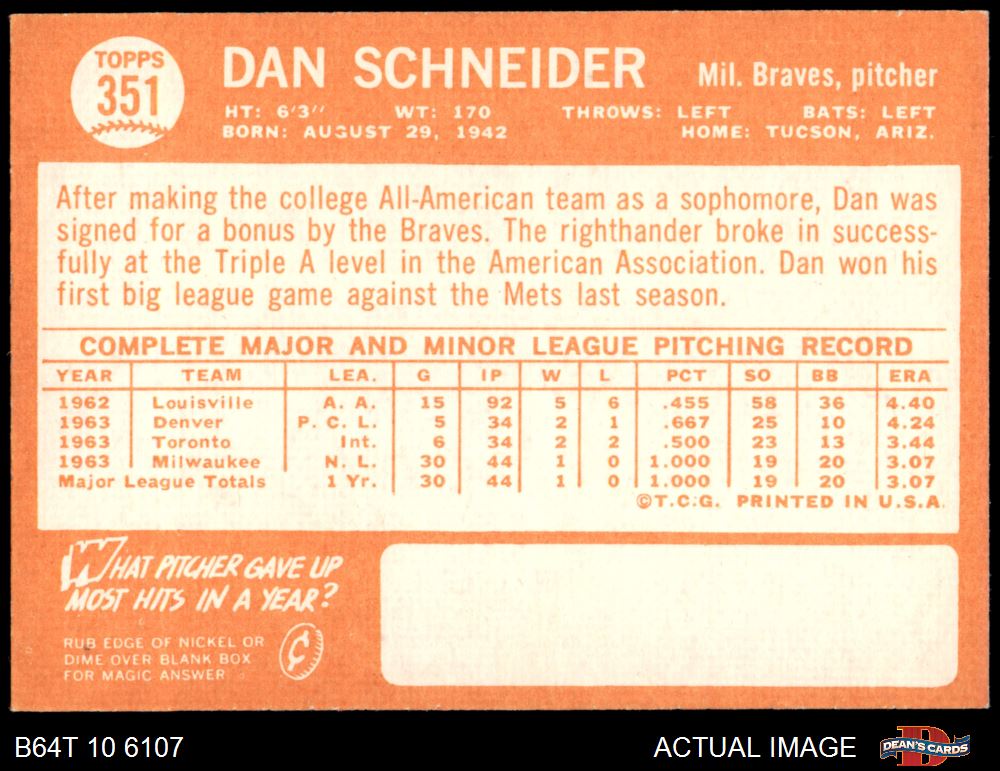 TOPPS
351
DAN SCHNEIDER
Mil. Braves, pitcher
HT: 6'3" WT: 170 THROWS: LEFT BATS: LEFT
BORN: AUGUST 29, 1942 HOME: TUCSON, ARIZ.
After making the college All-American team as a sophomore, Dan was
signed for a bonus by the Braves. The righthander broke in success-
fully at the Triple A level in the American Association. Dan won his
first big league game against the Mets last season.
COMPLETE MAJOR AND MINOR LEAGUE PITCHING RECORD
YEAR TEAM LEA. G IP W L PCT SO BB ERA
1962 Louisville A. A. 15 92 5 6 .455 58 36 4.40
1963 Denver P. C. L. 5 34 2 1 .667 25 10 4.24
1963 Toronto Int. 6 34 2 2 .500 23 13 3.44
1963 Milwaukee N. L. 30 44 1 0 1.000 19 20 3.07
Major League Totals 1 Yr. 30 44 1 0 1.000 19 20 3.07
©T.C.G. PRINTED IN U.S.A.
WHAT PITCHER GAVE UP
MOST HITS IN A YEAR?
RUB EDGE OF NICKEL OR
DIME OVER BLANK BOX
FOR MAGIC ANSWER
¢
B64T 10 6107
ACTUAL IMAGE
D
DEAN'S CARDS